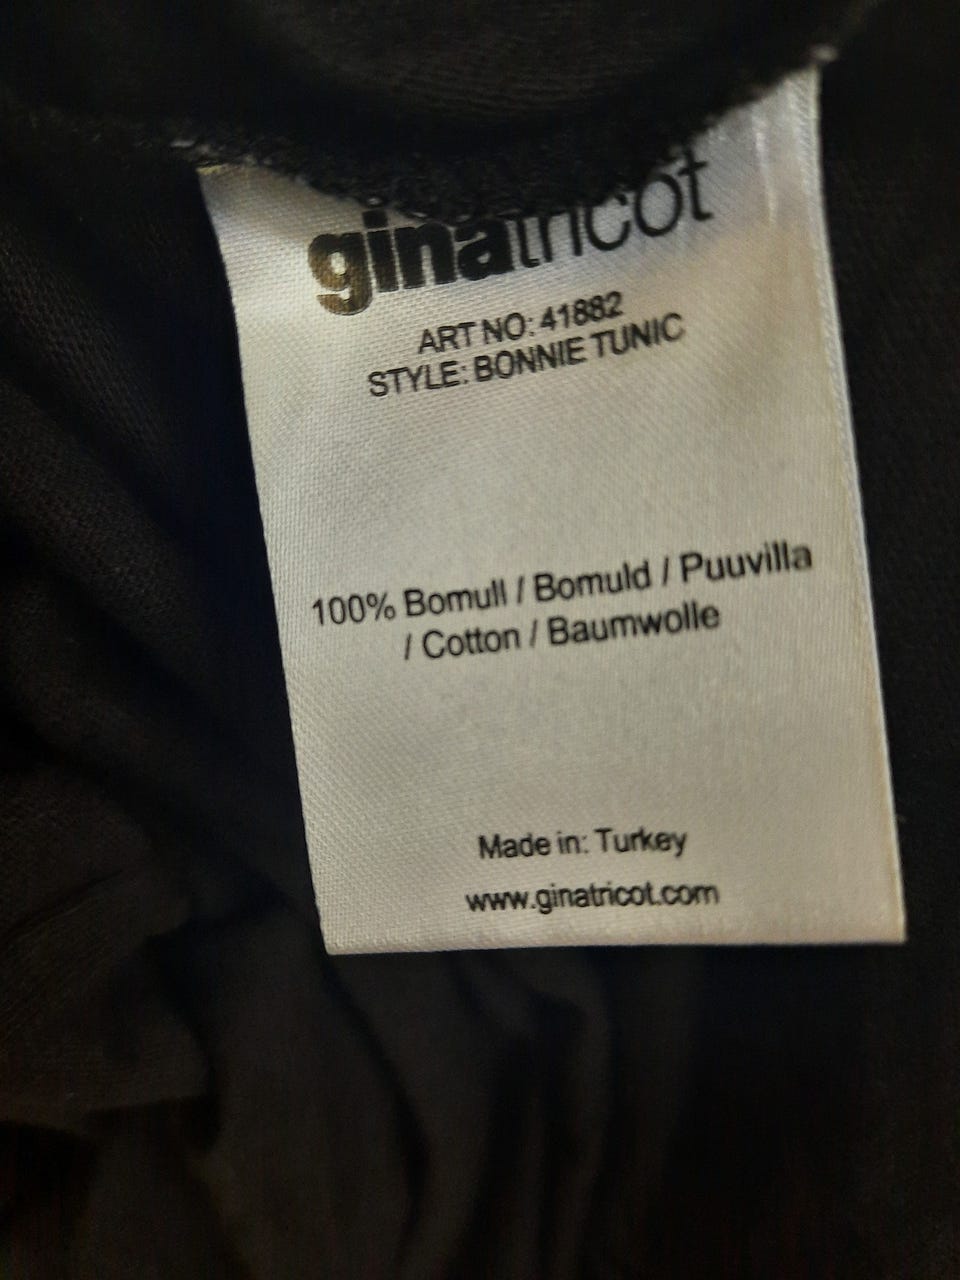 ginatricot
ART NO: 41882
STYLE: BONNIE TUNIC
100% Bomull / Bomuld / Puuvilla
/ Cotton / Baumwolle
Made in: Turkey
www.ginatricot.com